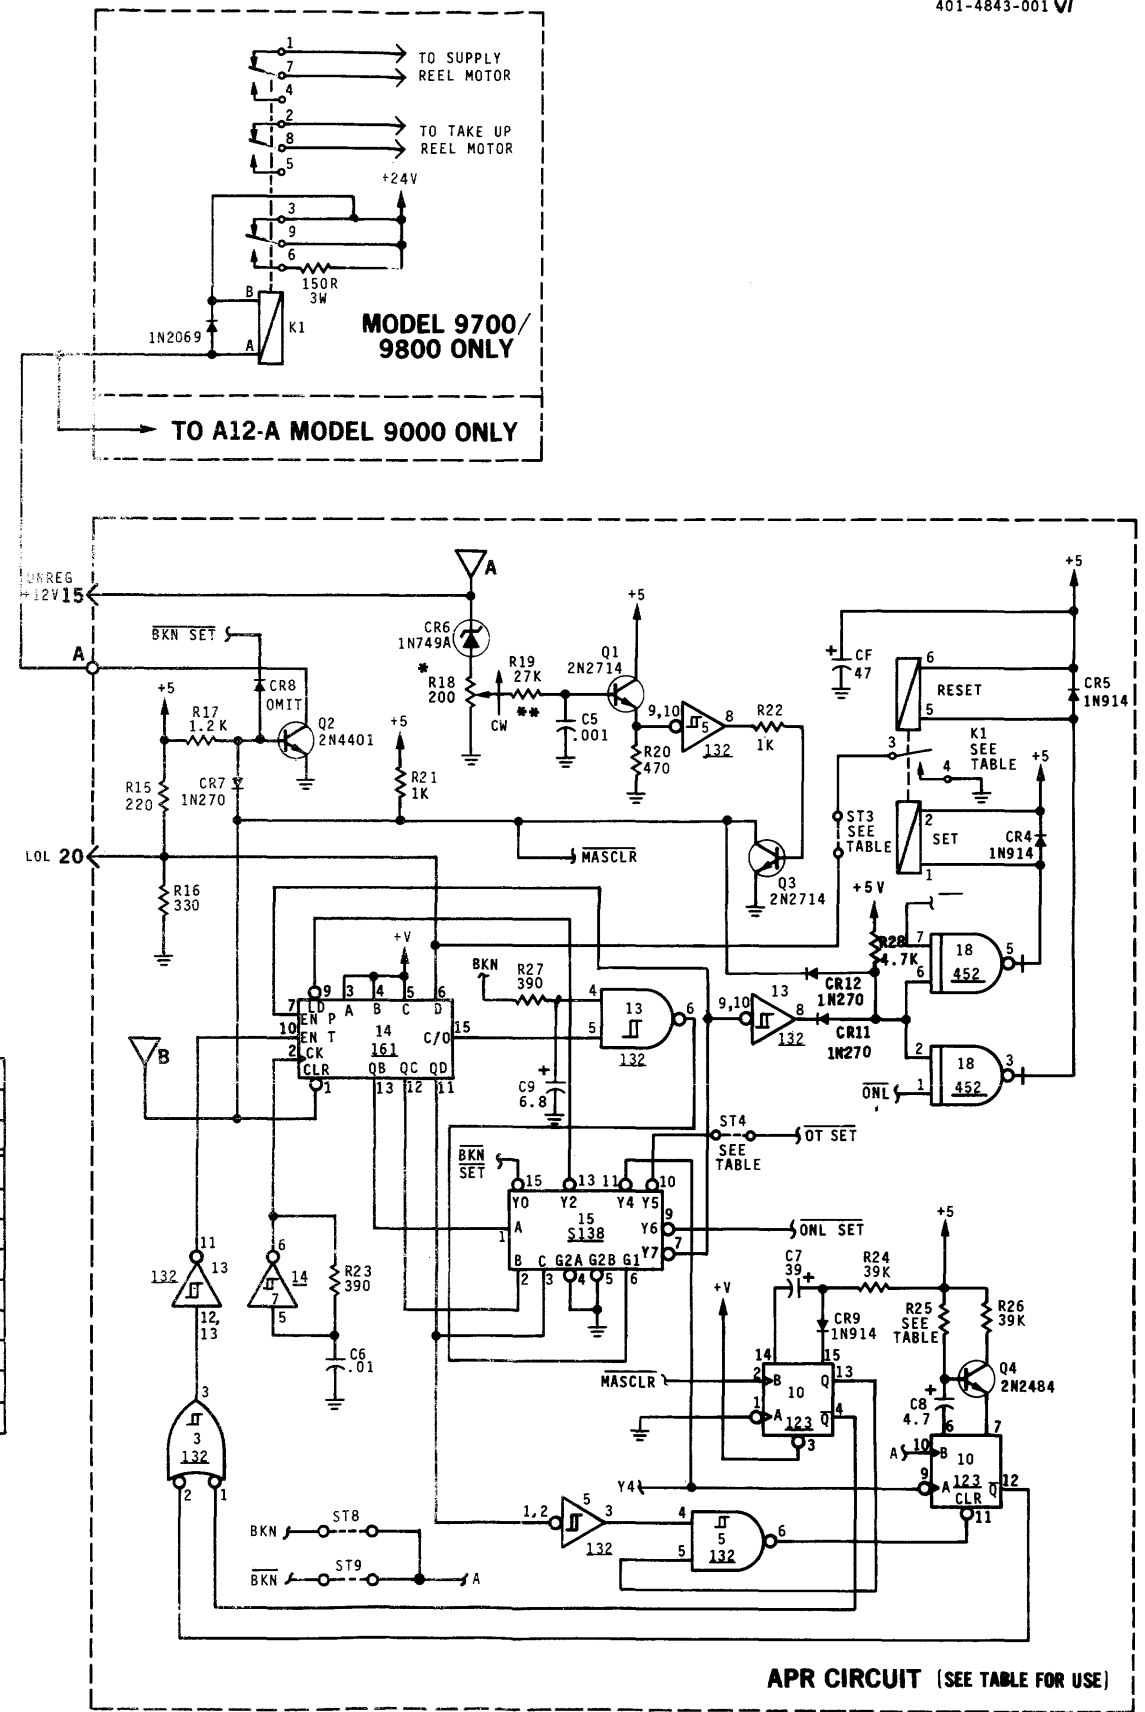 401-4843-001 VI
1
TO SUPPLY
7
REEL MOTOR
4
2
TO TAKE UP
8
REEL MOTOR
5
+24V
3
9
6
150R
3W
B
K1
1N2069
A
MODEL 9700/
9800 ONLY
TO A12-A MODEL 9000 ONLY
UNREG
+12V 15
A
BKN SET
A
CR8
OMIT
+5
R17
1.2K
Q2
2N4401
CR7
1N270
R15
220
+5
R21
1K
CR6
1N749A
*
R18
200
CW
R19
27K
**
C5
.001
Q1
2N2714
+5
R20
470
9,10
5
8
132
R22
1K
MASCLR
Q3
2N2714
LOL 20
R16
330
+5
+
CF
47
6
RESET
5
CR5
1N914
3
K1
SEE
TABLE
4
+5
ST3
SEE
TABLE
2
SET
1
CR4
1N914
+5V
R28
4.7K
7
6
18
452
5
CR12
1N270
CR11
1N270
2
1
18
452
3
ONL
+V
9
3
4
5
6
7
LD
A
B
C
D
EN P
10
EN T
14
15
C/O
2
CK
161
CLR
QB
QC
QD
1
13
12
11
B
BKN
R27
390
4
5
13
6
132
+
C9
6.8
9,10
13
8
132
ST4
SEE
TABLE
OT SET
BKN
SET
15
13
11
10
Y0
Y2
Y4
Y5
9
15
Y6
A
S138
1
7
Y7
B
C
G2A
G2B
G1
2
3
4
5
6
ONL SET
11
132
13
12,
13
6
14
7
5
R23
390
C6
.01
3
3
132
2
1
+V
C7
39
+
R24
39K
CR9
1N914
14
15
MASCLR
2
B
Q
13
10
1
A
Q
4
123
3
+5
R25
SEE
TABLE
R26
39K
Q4
2N2484
+
C8
4.7
6
7
A
10
B
10
9
A
123
Q
12
CLR
11
Y4
1,2
5
3
132
4
5
5
6
132
BKN
ST8
BKN
ST9
A
APR CIRCUIT (SEE TABLE FOR USE)